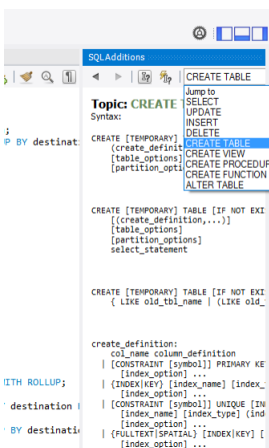 SQLAdditions
CREATE TABLE
Jump to
SELECT
UPDATE
INSERT
DELETE
CREATE TABLE
CREATE VIEW
CREATE PROCEDUR
CREATE FUNCTION
ALTER TABLE
Topic: CREATE
Syntax:
CREATE [TEMPORARY]
(create_definit
[table_options]
[partition_opti
CREATE [TEMPORARY] TABLE [IF NOT EXI
[(create_definition,...)]
[table_options]
[partition_options]
select_statement
CREATE [TEMPORARY] TABLE [IF NOT EXI
{ LIKE old_tbl_name | (LIKE old_
create_definition:
col_name column_definition
| [CONSTRAINT [symbol]] PRIMARY KE
[index_option] ...
| {INDEX|KEY} [index_name] [index_
[index_option] ...
| [CONSTRAINT [symbol]] UNIQUE [IN
[index_name] [index_type] (ind
[index_option] ...
| {FULLTEXT|SPATIAL} [INDEX|KEY] [
[index_option] ...
;
P BY destinat
WITH ROLLUP;
destination
BY destinatio